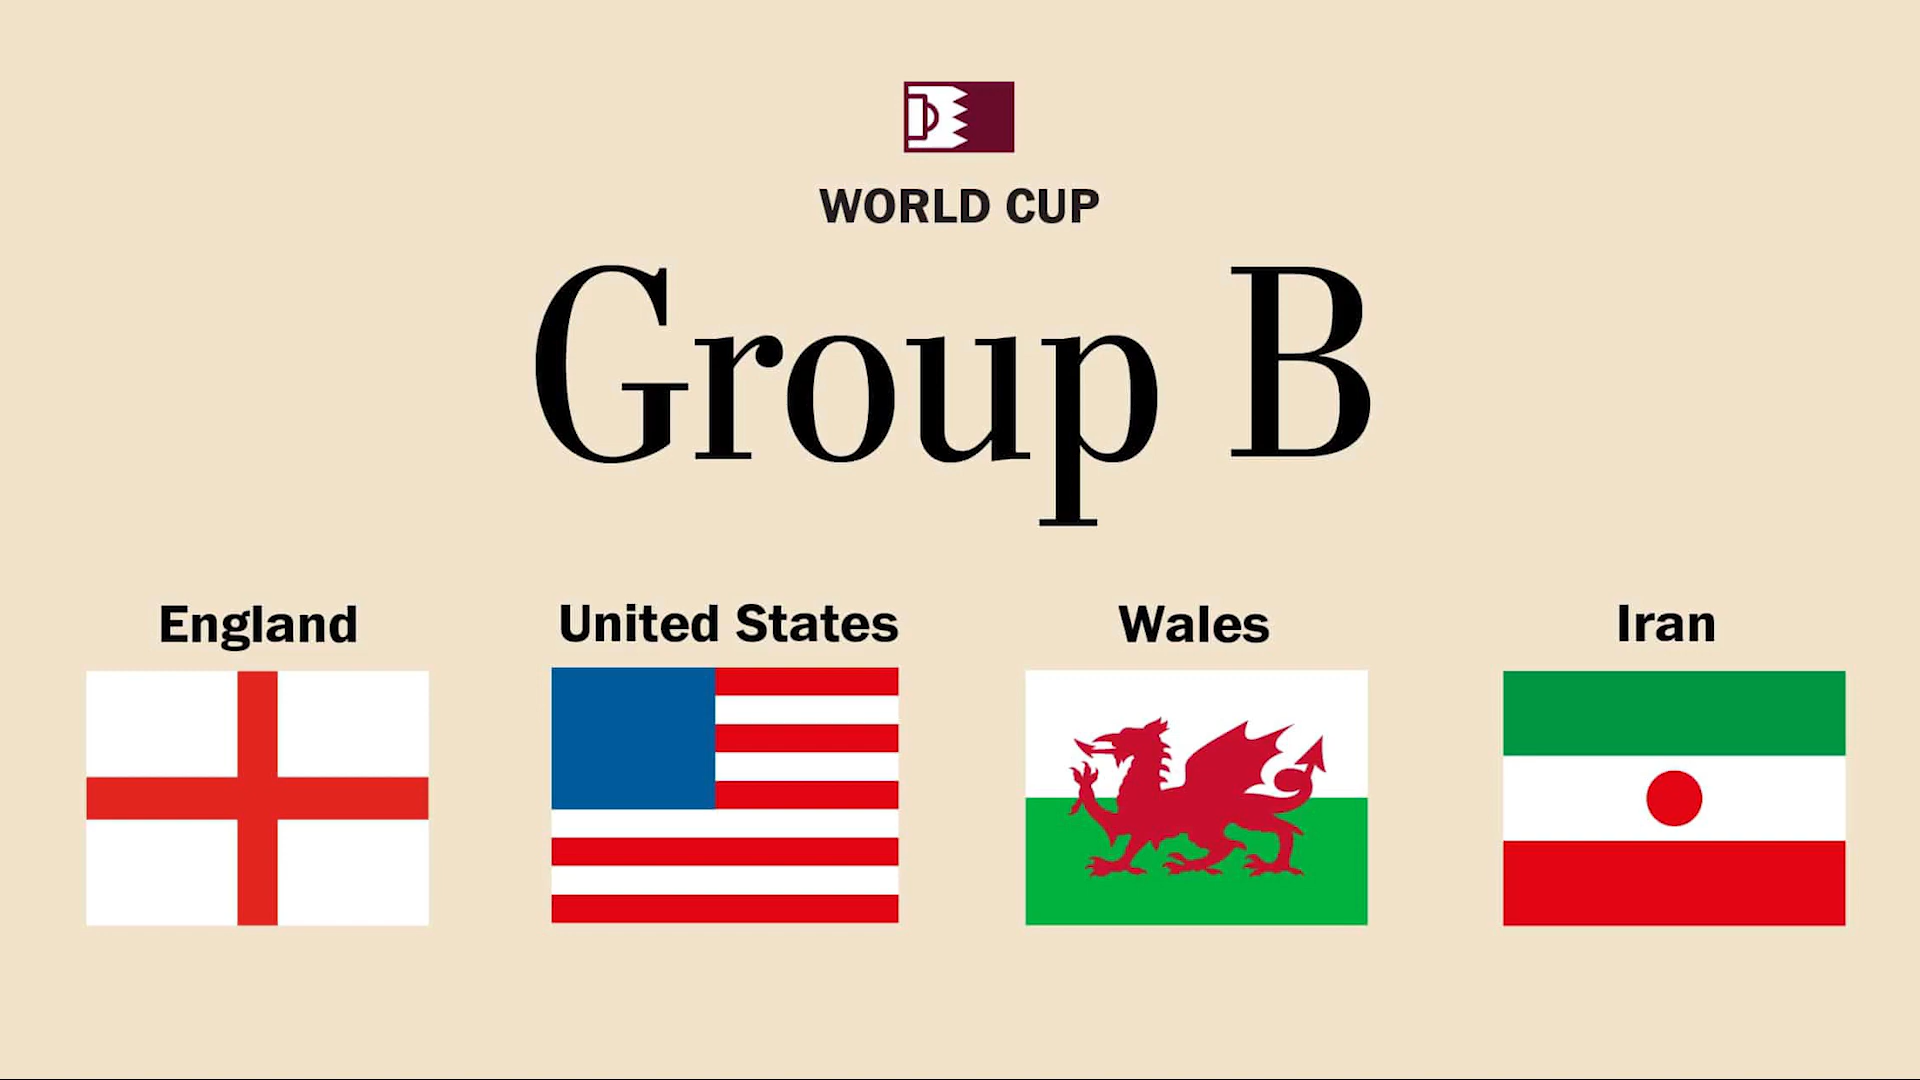 WORLD CUP
Group B
England
United States
Wales
Iran